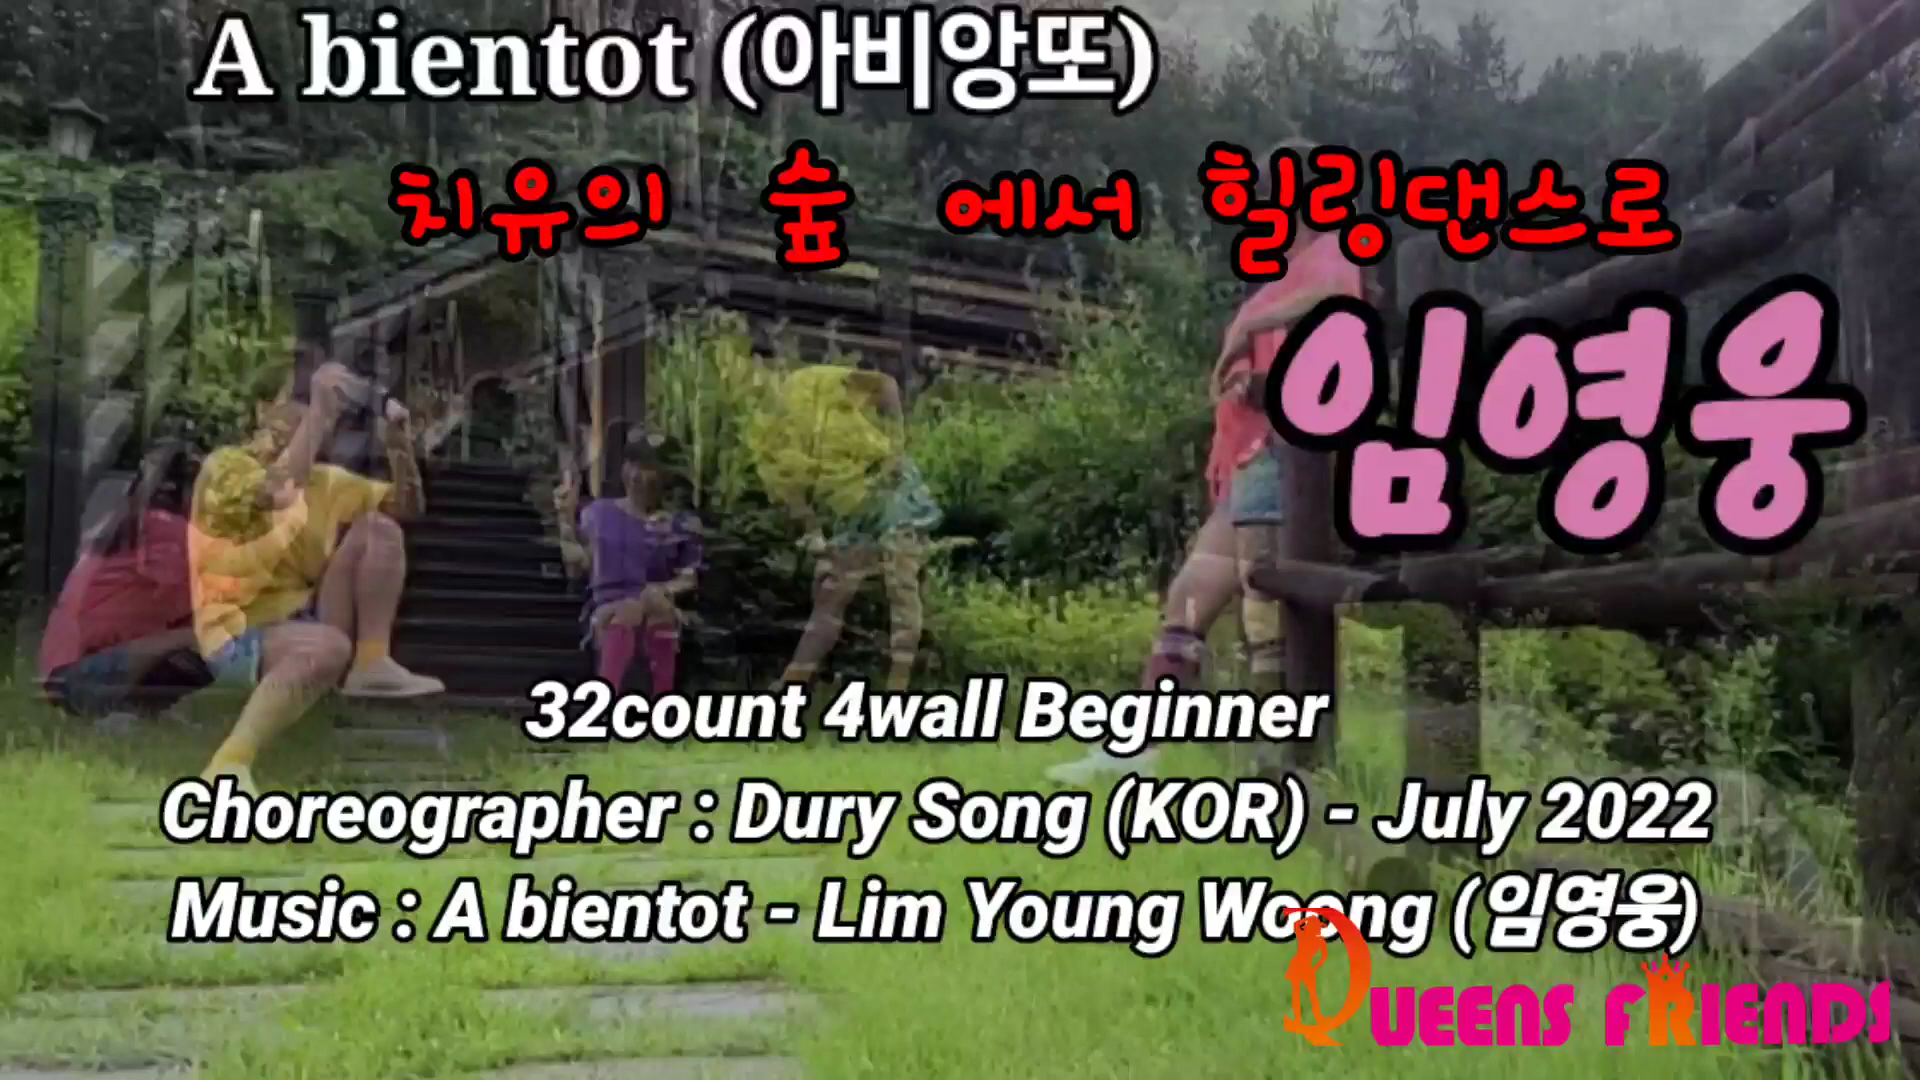 A bientot (아비앙또)
치유의 숲 에서 힐링댄스로
임영웅
32count 4wall Beginner
Choreographer : Dury Song (KOR) - July 2022
Music : A bientot - Lim Young Woong (임영웅)
QUEENS FRIENDS